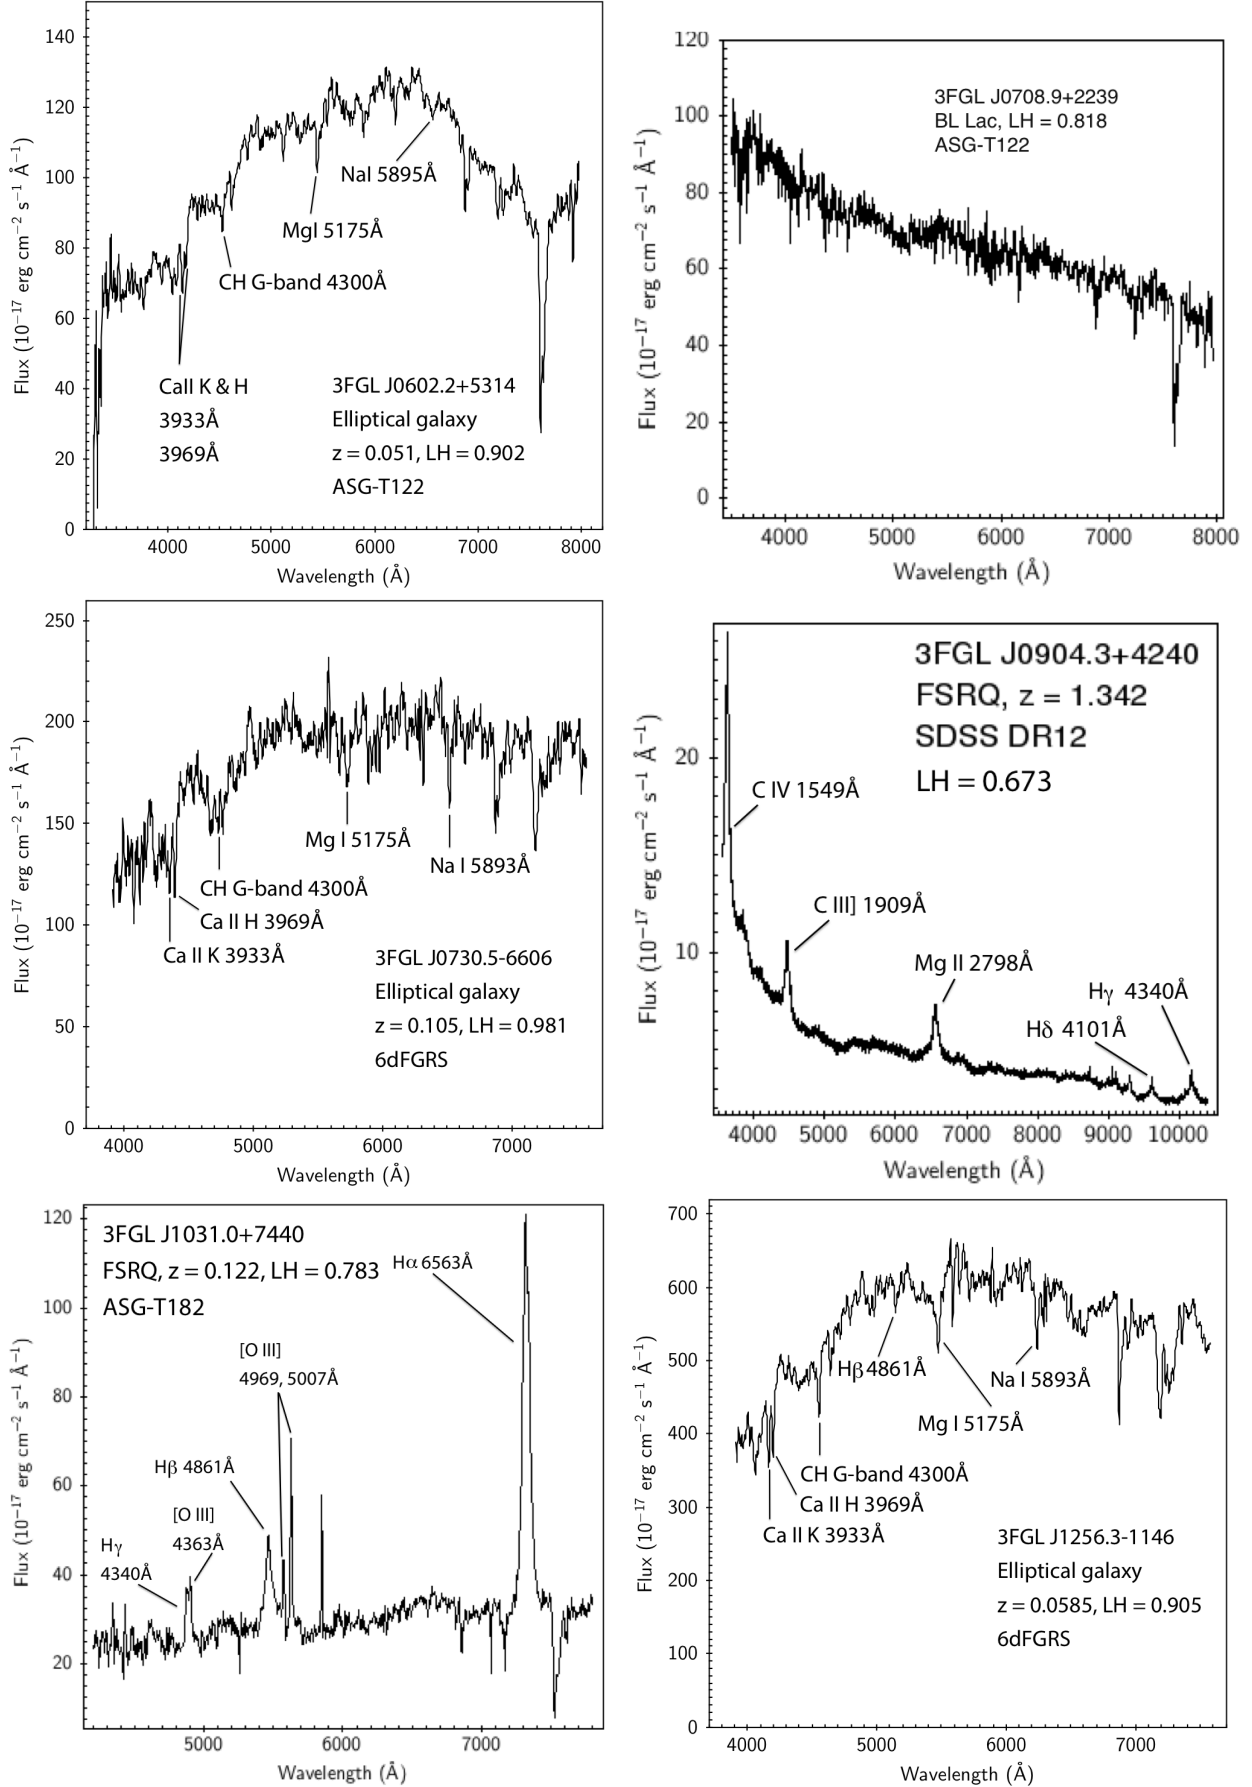 140
120
100
80
60
40
20
0
4000 5000 6000 7000 8000
Wavelength (Å)
Flux (10−17 erg cm−2 s−1 Å−1)
NaI 5895Å
MgI 5175Å
CH G-band 4300Å
CaII K & H
3933Å
3969Å
3FGL J0602.2+5314
Elliptical galaxy
z = 0.051, LH = 0.902
ASG-T122
120
100
80
60
40
20
0
4000 5000 6000 7000 8000
Wavelength (Å)
Flux (10−17 erg cm−2 s−1 Å−1)
3FGL J0708.9+2239
BL Lac, LH = 0.818
ASG-T122
250
200
150
100
50
0
4000 5000 6000 7000
Wavelength (Å)
Flux (10−17 erg cm−2 s−1 Å−1)
Mg I 5175Å
Na I 5893Å
CH G-band 4300Å
Ca II H 3969Å
Ca II K 3933Å
3FGL J0730.5-6606
Elliptical galaxy
z = 0.105, LH = 0.981
6dFGRS
20
10
4000 5000 6000 7000 8000 9000 10000
Wavelength (Å)
Flux (10−17 erg cm−2 s−1 Å−1)
3FGL J0904.3+4240
FSRQ, z = 1.342
SDSS DR12
LH = 0.673
C IV 1549Å
C III] 1909Å
Mg II 2798Å
Hγ 4340Å
Hδ 4101Å
120
100
80
60
40
20
5000 6000 7000
Wavelength (Å)
Flux (10−17 erg cm−2 s−1 Å−1)
3FGL J1031.0+7440
FSRQ, z = 0.122, LH = 0.783
ASG-T182
Hα 6563Å
[O III]
4969, 5007Å
Hβ 4861Å
[O III]
4363Å
Hγ
4340Å
700
600
500
400
300
200
100
0
4000 5000 6000 7000
Wavelength (Å)
Flux (10−17 erg cm−2 s−1 Å−1)
Hβ 4861Å
Na I 5893Å
Mg I 5175Å
CH G-band 4300Å
Ca II H 3969Å
Ca II K 3933Å
3FGL J1256.3-1146
Elliptical galaxy
z = 0.0585, LH = 0.905
6dFGRS